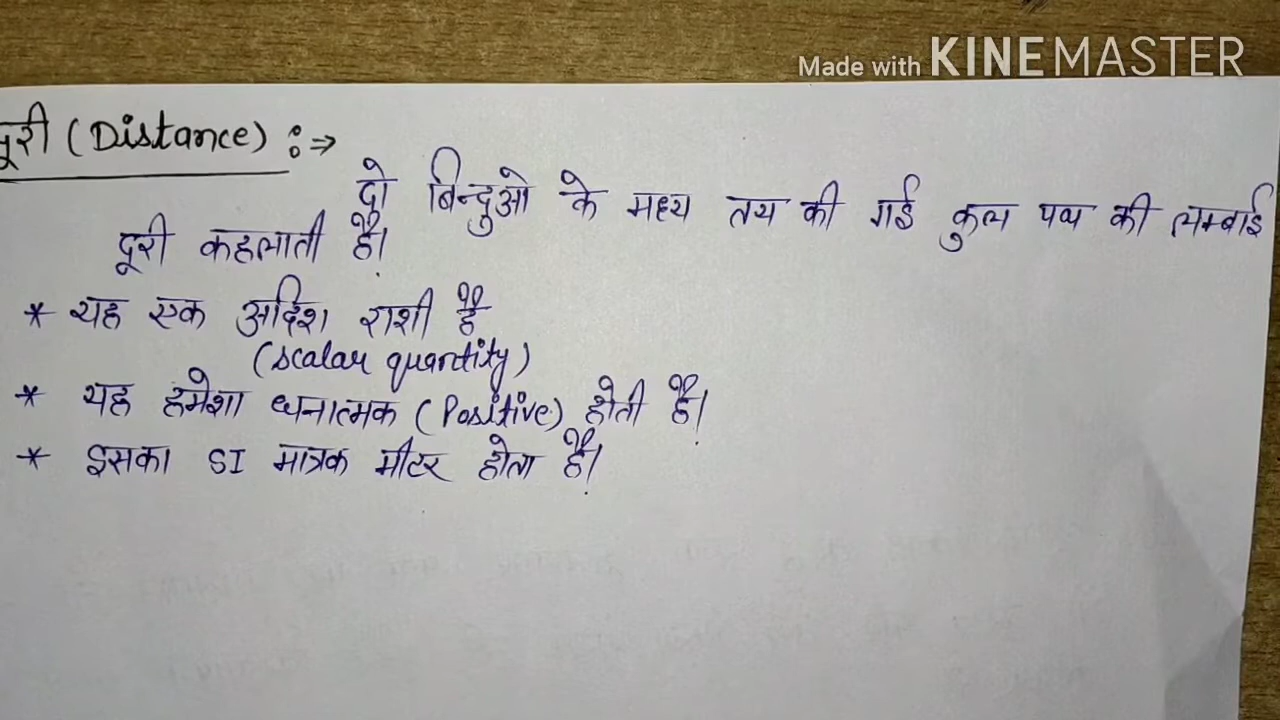 Made with KINEMASTER
दूरी (Distance) :⇒
दो बिन्दुओ के मध्य तय की गई कुल पथ की लम्बाई
दूरी कहलाती है।
* यह एक अदिश राशी है
(scalar quantity)
* यह हमेशा धनात्मक (Positive) होती है।
* इसका SI मात्रक मीटर होता है।